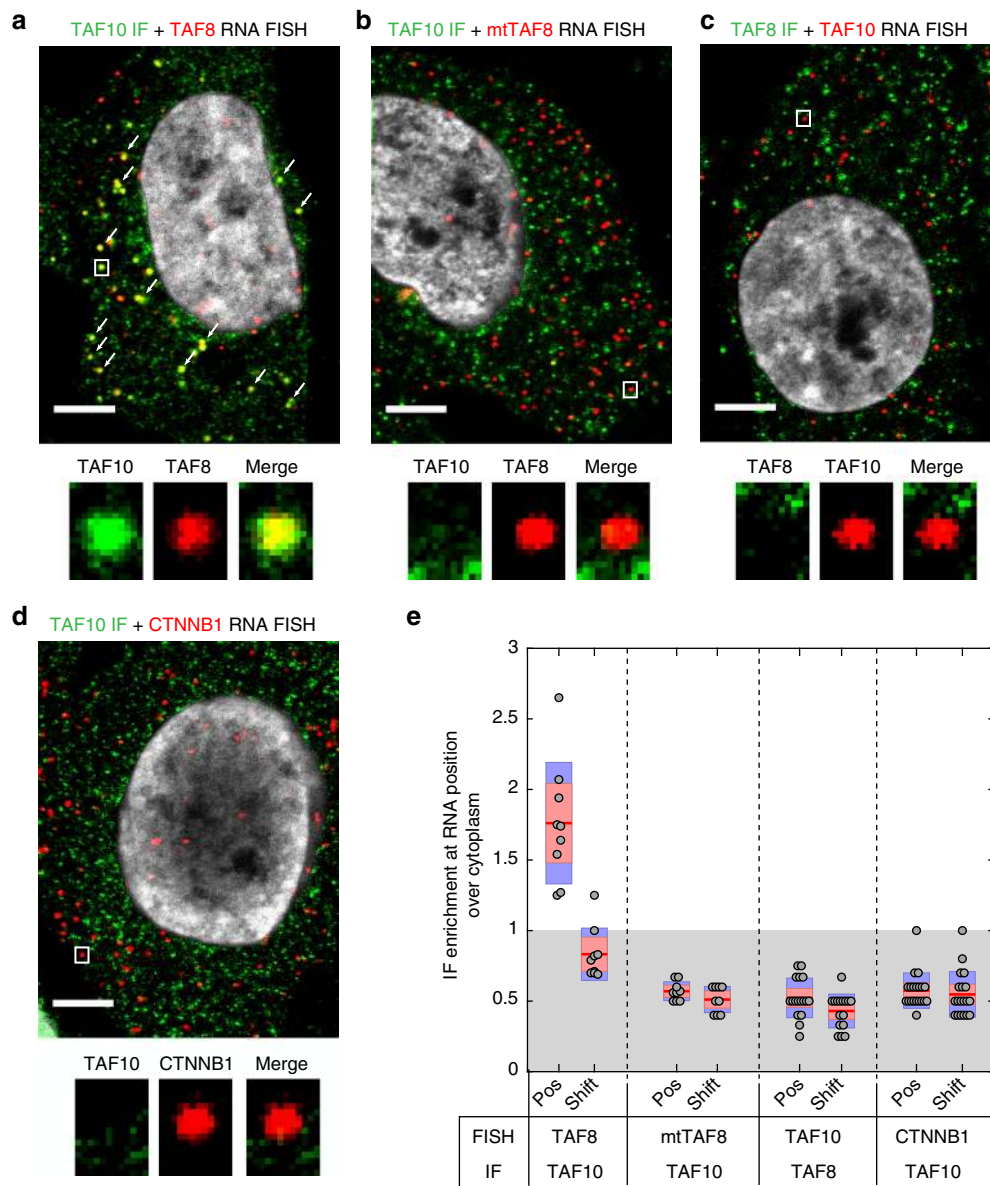 a
TAF10 IF + TAF8 RNA FISH
TAF10 TAF8 Merge
b
TAF10 IF + mtTAF8 RNA FISH
TAF10 TAF8 Merge
c
TAF8 IF + TAF10 RNA FISH
TAF8 TAF10 Merge
d
TAF10 IF + CTNNB1 RNA FISH
TAF10 CTNNB1 Merge
e
IF enrichment at RNA position
over cytoplasm
3
2.5
2
1.5
1
0.5
0
Pos Shift Pos Shift Pos Shift Pos Shift
FISH TAF8 mtTAF8 TAF10 CTNNB1
IF TAF10 TAF10 TAF8 TAF10